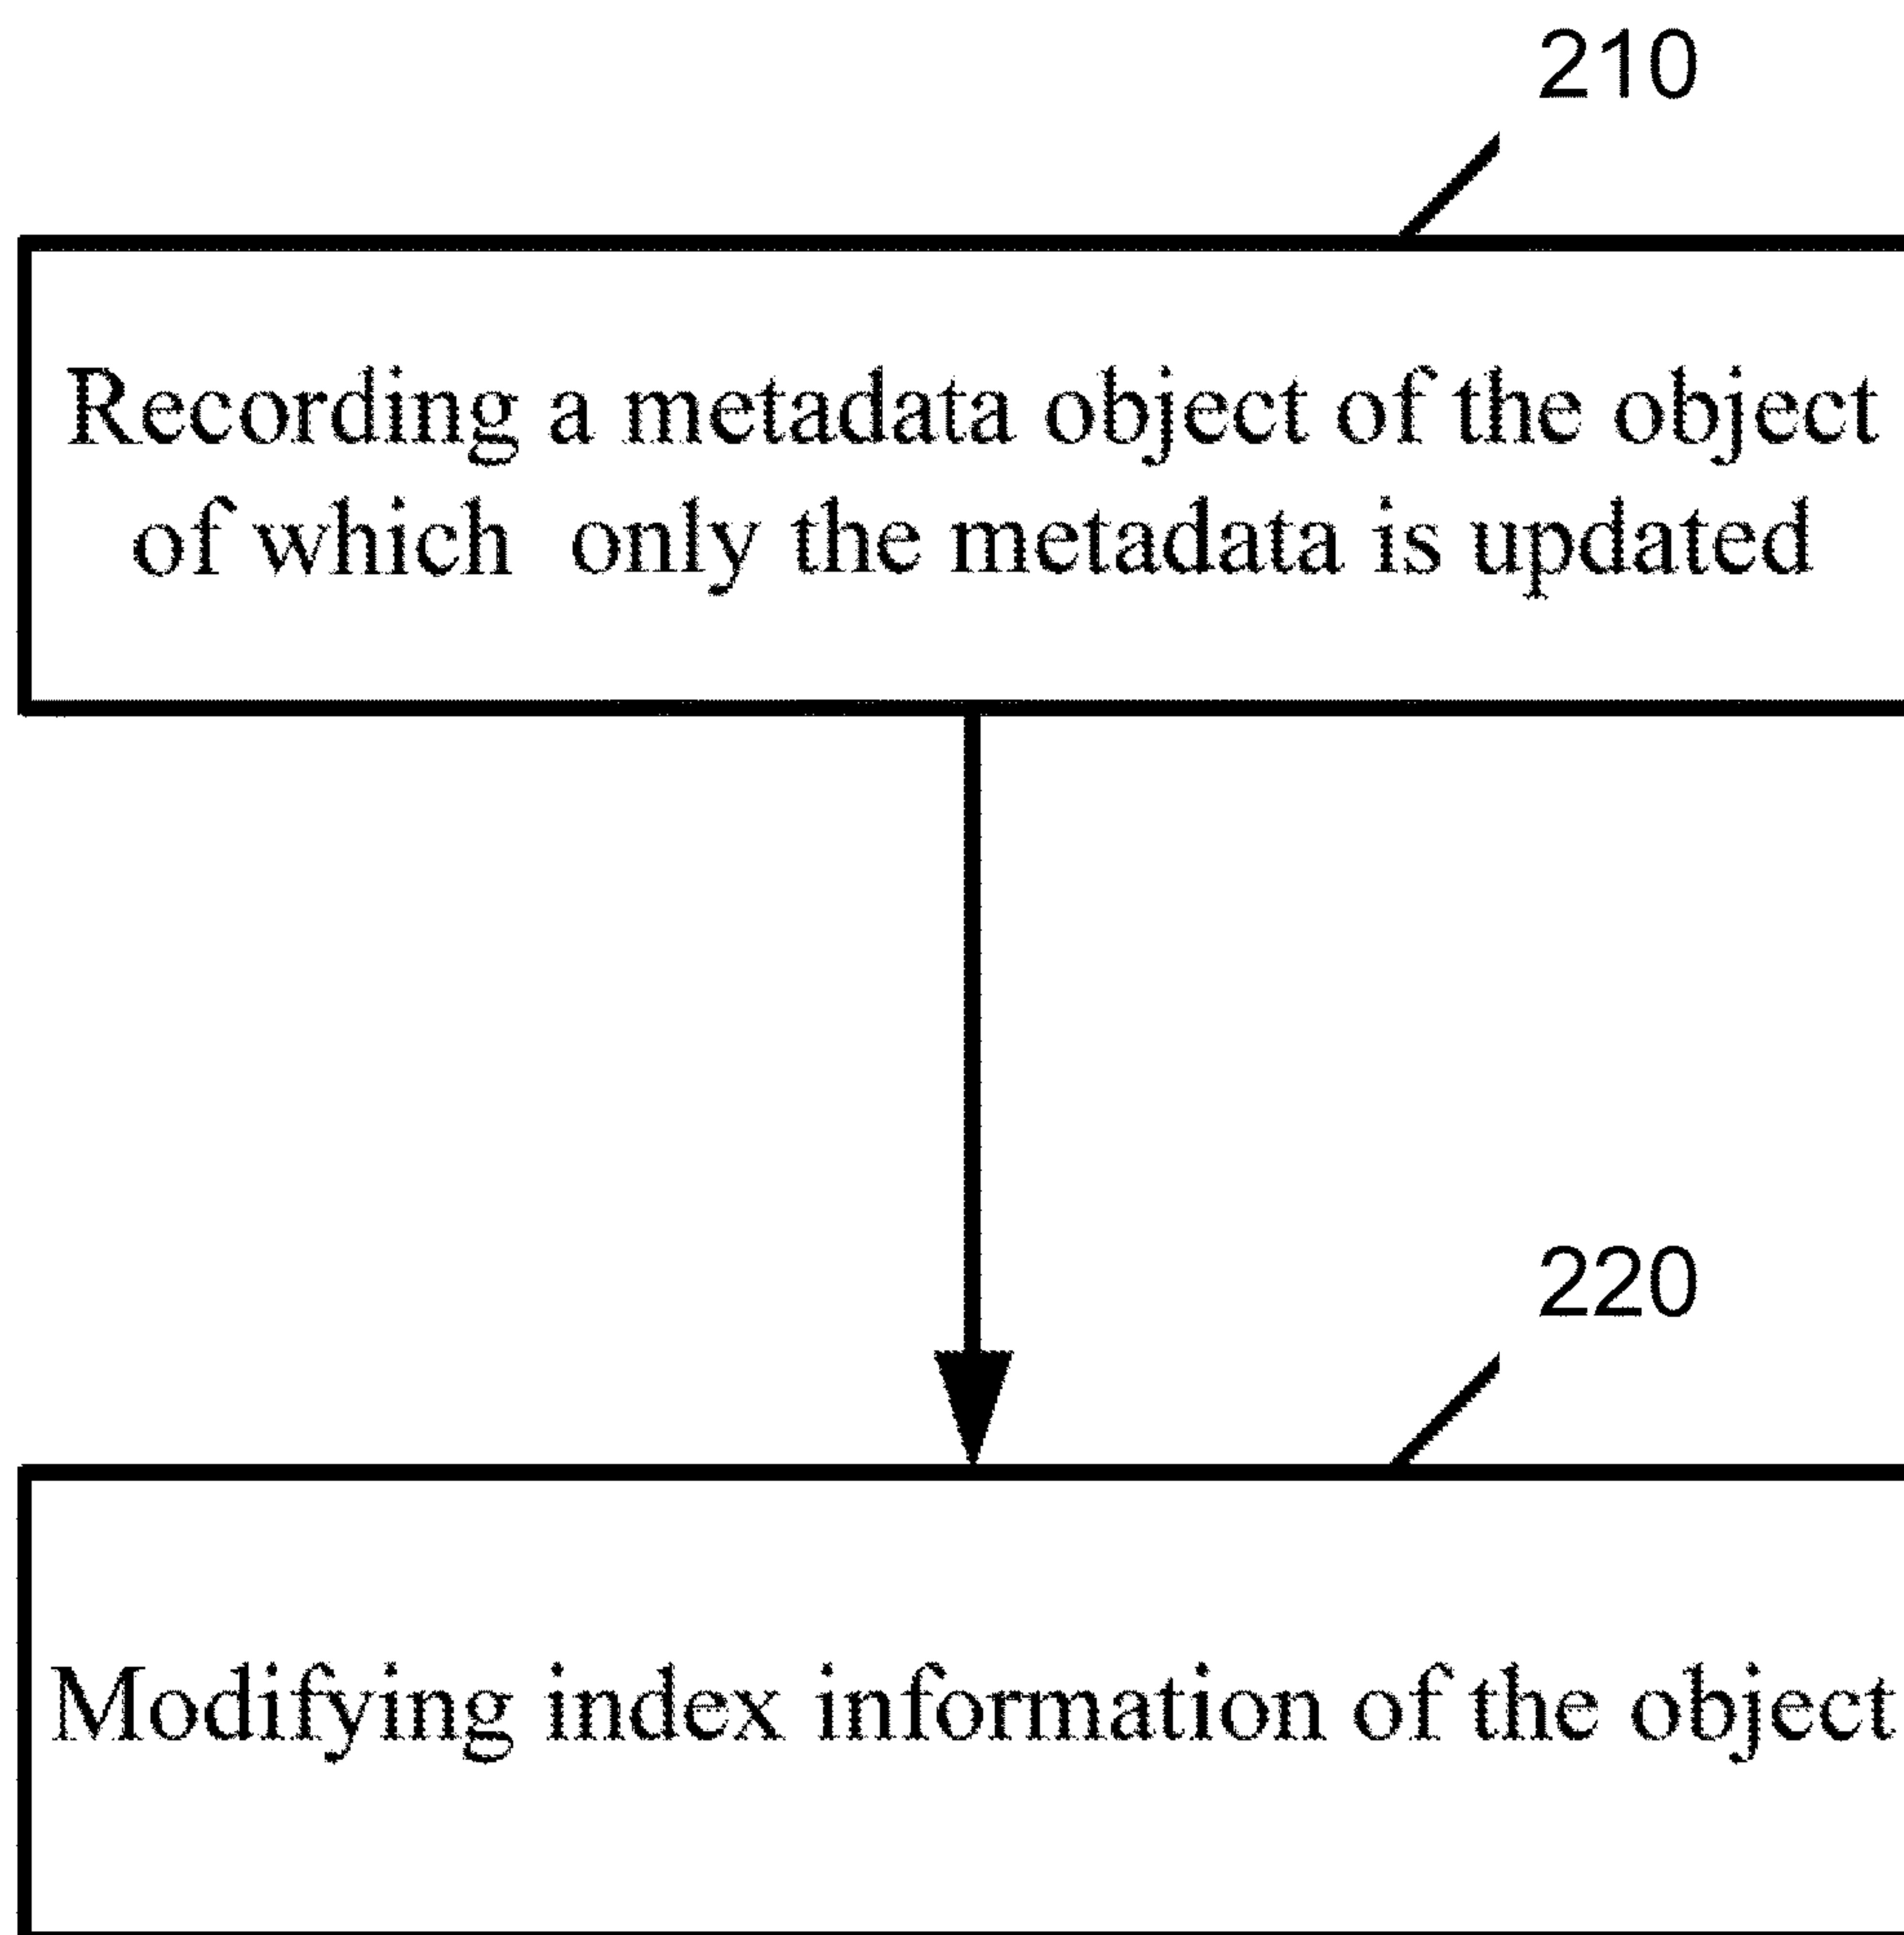 210
Recording a metadata object of the object
of which only the metadata is updated
220
Modifying index information of the object